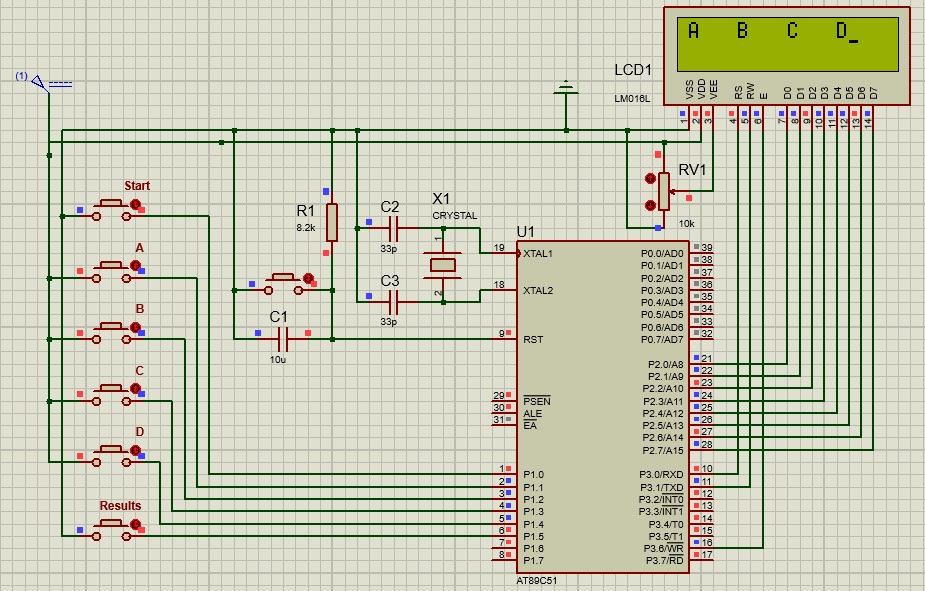 A B C D_
LCD1
LM016L
VSS VDD VEE RS RW E D0 D1 D2 D3 D4 D5 D6 D7
1 2 3 4 5 6 7 8 9 10 11 12 13 14
(1)
Start
A
B
C
D
Results
R1
8.2k
C1
10u
C2
33p
C3
33p
X1
CRYSTAL
1
2
RV1
10k
U1
19 XTAL1 P0.0/AD0 39
P0.1/AD1 38
P0.2/AD2 37
18 XTAL2 P0.3/AD3 36
P0.4/AD4 35
P0.5/AD5 34
P0.6/AD6 33
9 RST P0.7/AD7 32
P2.0/A8 21
P2.1/A9 22
P2.2/A10 23
29 PSEN P2.3/A11 24
30 ALE P2.4/A12 25
31 EA P2.5/A13 26
P2.6/A14 27
P2.7/A15 28
1 P1.0 P3.0/RXD 10
2 P1.1 P3.1/TXD 11
3 P1.2 P3.2/INT0 12
4 P1.3 P3.3/INT1 13
5 P1.4 P3.4/T0 14
6 P1.5 P3.5/T1 15
7 P1.6 P3.6/WR 16
8 P1.7 P3.7/RD 17
AT89C51